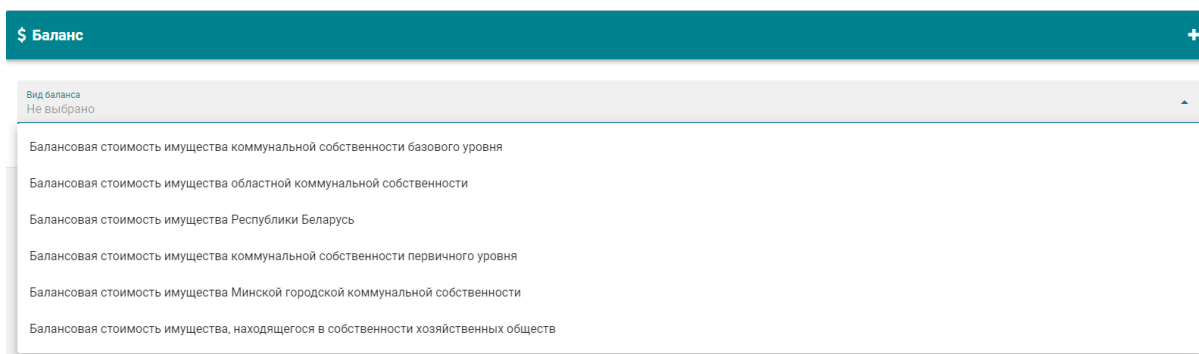 $ Баланс
Вид баланса
Не выбрано
Балансовая стоимость имущества коммунальной собственности базового уровня
Балансовая стоимость имущества областной коммунальной собственности
Балансовая стоимость имущества Республики Беларусь
Балансовая стоимость имущества коммунальной собственности первичного уровня
Балансовая стоимость имущества Минской городской коммунальной собственности
Балансовая стоимость имущества, находящегося в собственности хозяйственных обществ